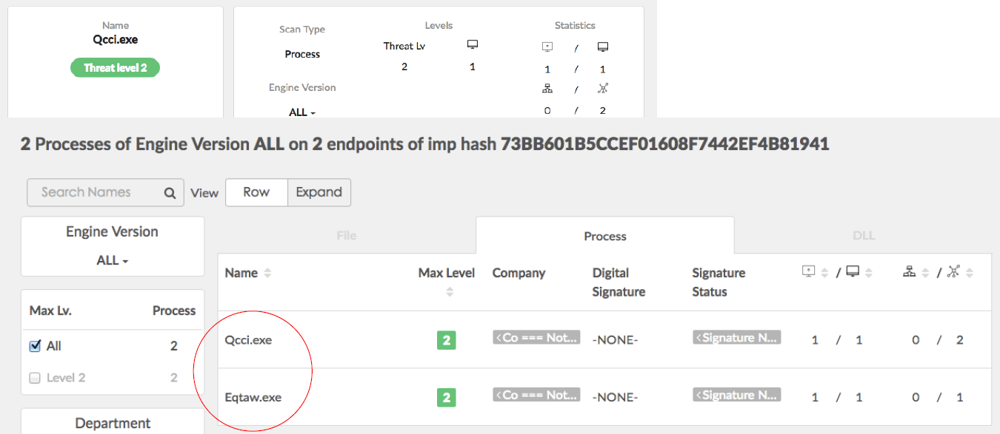 Name
Qcci.exe
Threat level 2
Scan Type
Process
Engine Version
ALL
Levels
Threat Lv
2 1
Statistics
/
1 / 1
/
0 / 2
2 Processes of Engine Version ALL on 2 endpoints of imp hash 73BB601B5CCEF01608F7442EF4B81941
Search Names View Row Expand
Engine Version
ALL
Max Lv. Process
All 2
Level 2 2
Department
File Process DLL
Name Max Level Company Digital Signature Signature Status / /
Qcci.exe 2 <Co === Not... -NONE- <Signature N... 1 / 1 0 / 2
Eqtaw.exe 2 <Co === Not... -NONE- <Signature N... 1 / 1 0 / 1